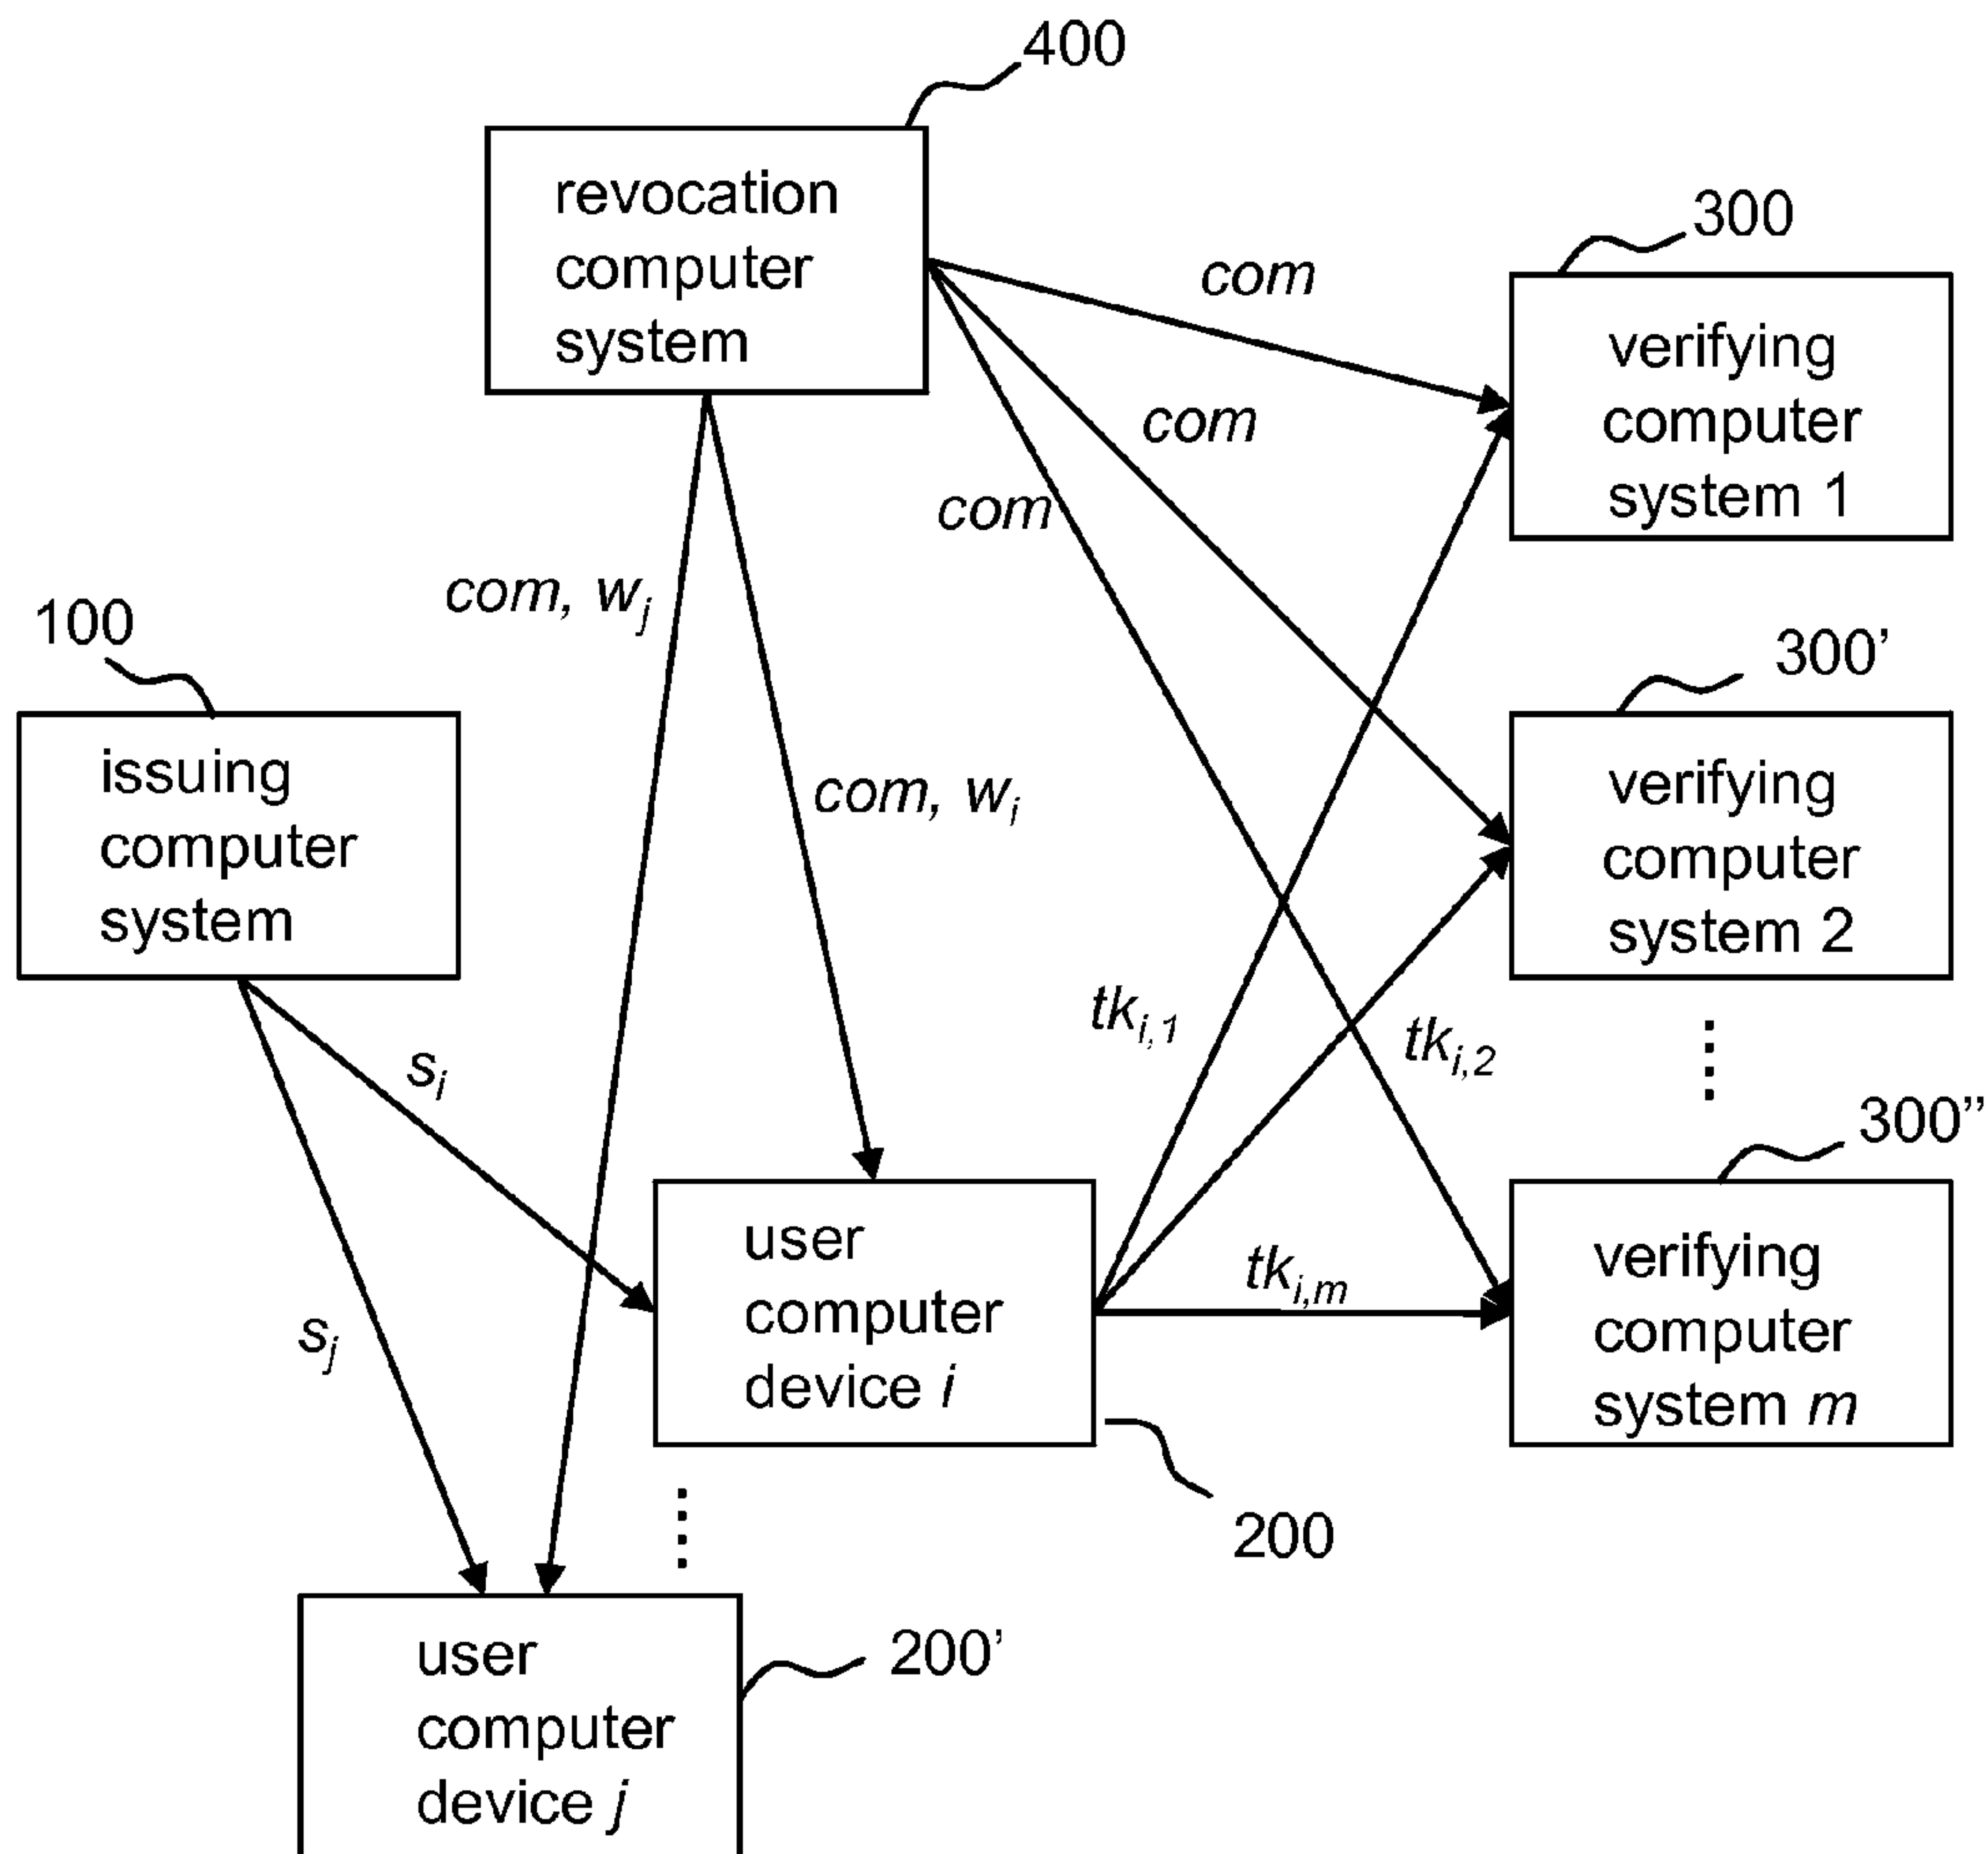 400
revocation
computer
system
300
com
verifying
computer
system 1
com
com
com, wj
100
300’
issuing
computer
system
com, wi
verifying
computer
system 2
tki,1
tki,2
si
300”
user
computer
device i
tki,m
verifying
computer
system m
sj
200
user
computer
device j
200’